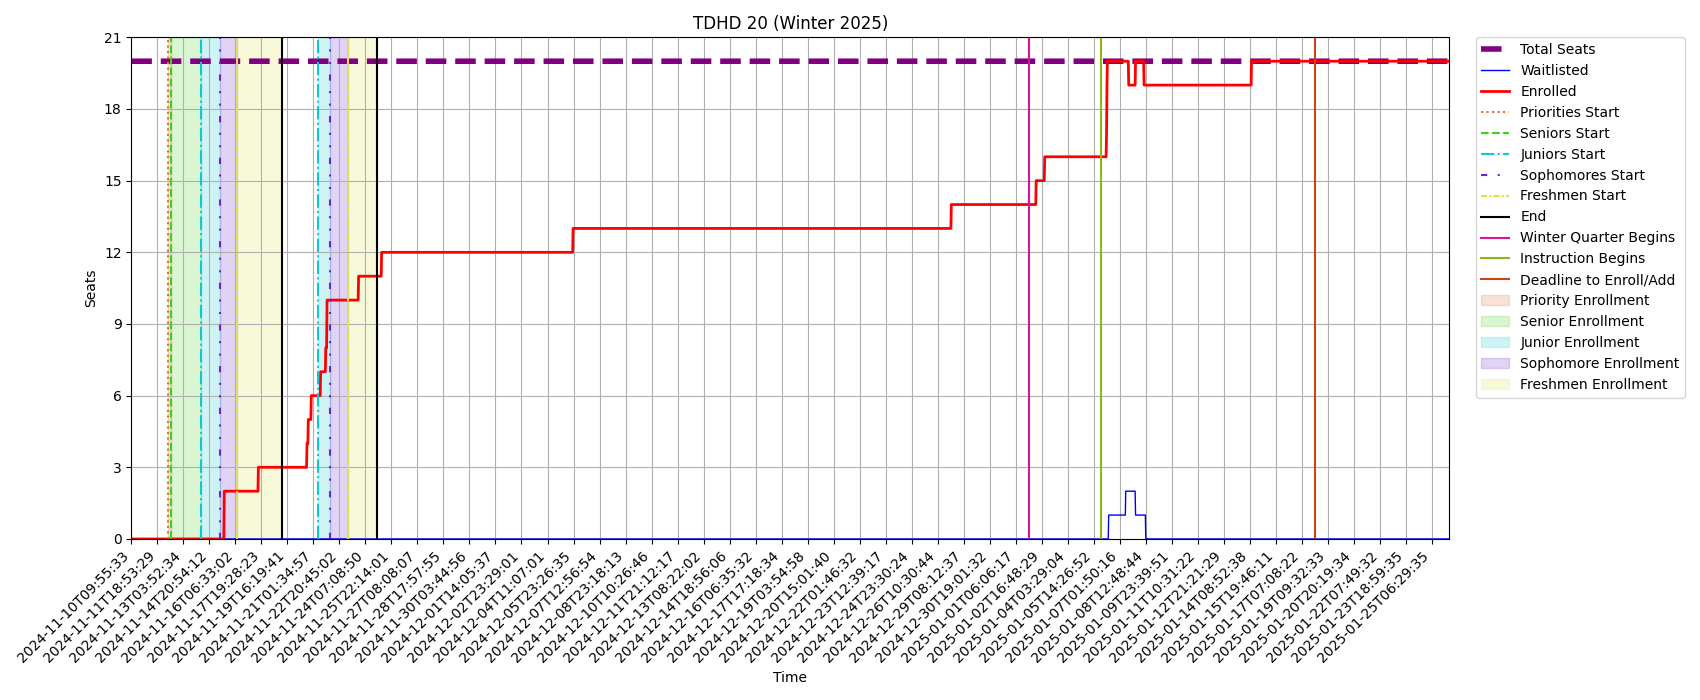 TDHD 20 (Winter 2025)
21
18
15
12
9
6
3
0
Seats
2024-11-10T09:55:33
2024-11-11T18:53:29
2024-11-13T03:52:34
2024-11-14T20:54:12
2024-11-16T06:33:02
2024-11-17T19:28:23
2024-11-19T16:19:41
2024-11-21T01:34:57
2024-11-22T20:45:02
2024-11-24T07:08:50
2024-11-25T22:14:01
2024-11-27T08:08:07
2024-11-28T17:57:55
2024-11-30T03:44:56
2024-12-01T14:05:37
2024-12-02T23:29:01
2024-12-04T11:07:01
2024-12-05T23:26:35
2024-12-07T12:56:54
2024-12-08T23:18:13
2024-12-10T10:26:46
2024-12-11T21:12:17
2024-12-13T08:22:02
2024-12-14T18:56:06
2024-12-16T06:35:32
2024-12-17T17:18:34
2024-12-19T03:54:58
2024-12-20T15:01:40
2024-12-22T01:46:32
2024-12-23T12:39:17
2024-12-24T23:30:24
2024-12-26T10:30:44
2024-12-29T08:12:37
2024-12-30T19:01:32
2025-01-01T06:06:17
2025-01-02T16:48:29
2025-01-04T03:29:04
2025-01-05T14:26:52
2025-01-07T01:50:16
2025-01-08T12:48:44
2025-01-09T23:39:51
2025-01-11T10:31:22
2025-01-12T21:21:29
2025-01-14T08:52:38
2025-01-15T19:46:11
2025-01-17T07:08:22
2025-01-19T09:32:33
2025-01-20T20:19:34
2025-01-22T07:49:32
2025-01-23T18:59:35
2025-01-25T06:29:35
Time
Total Seats
Waitlisted
Enrolled
Priorities Start
Seniors Start
Juniors Start
Sophomores Start
Freshmen Start
End
Winter Quarter Begins
Instruction Begins
Deadline to Enroll/Add
Priority Enrollment
Senior Enrollment
Junior Enrollment
Sophomore Enrollment
Freshmen Enrollment